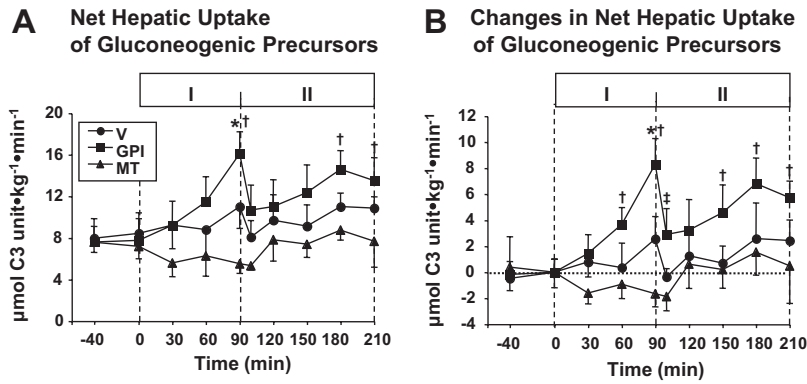 A Net Hepatic Uptake
of Gluconeogenic Precursors
I II
* † † †
20
16
12
8
4
0
V
GPI
MT
µmol C3 unit•kg-1•min-1
-40 0 30 60 90 120 150 180 210
Time (min)
B Changes in Net Hepatic Uptake
of Gluconeogenic Precursors
I II
† * † ‡ † † †
12
10
8
6
4
2
0
-2
-4
µmol C3 unit•kg-1•min-1
-40 0 30 60 90 120 150 180 210
Time (min)